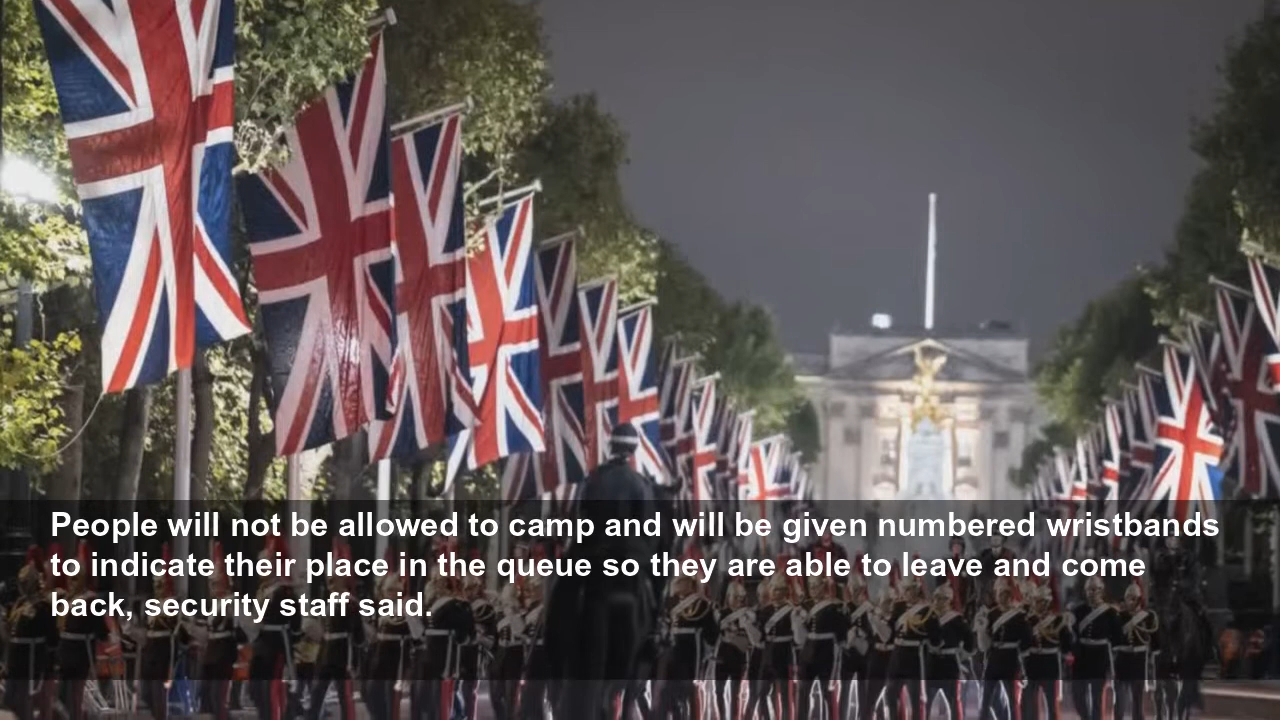 People will not be allowed to camp and will be given numbered wristbands
to indicate their place in the queue so they are able to leave and come
back, security staff said.